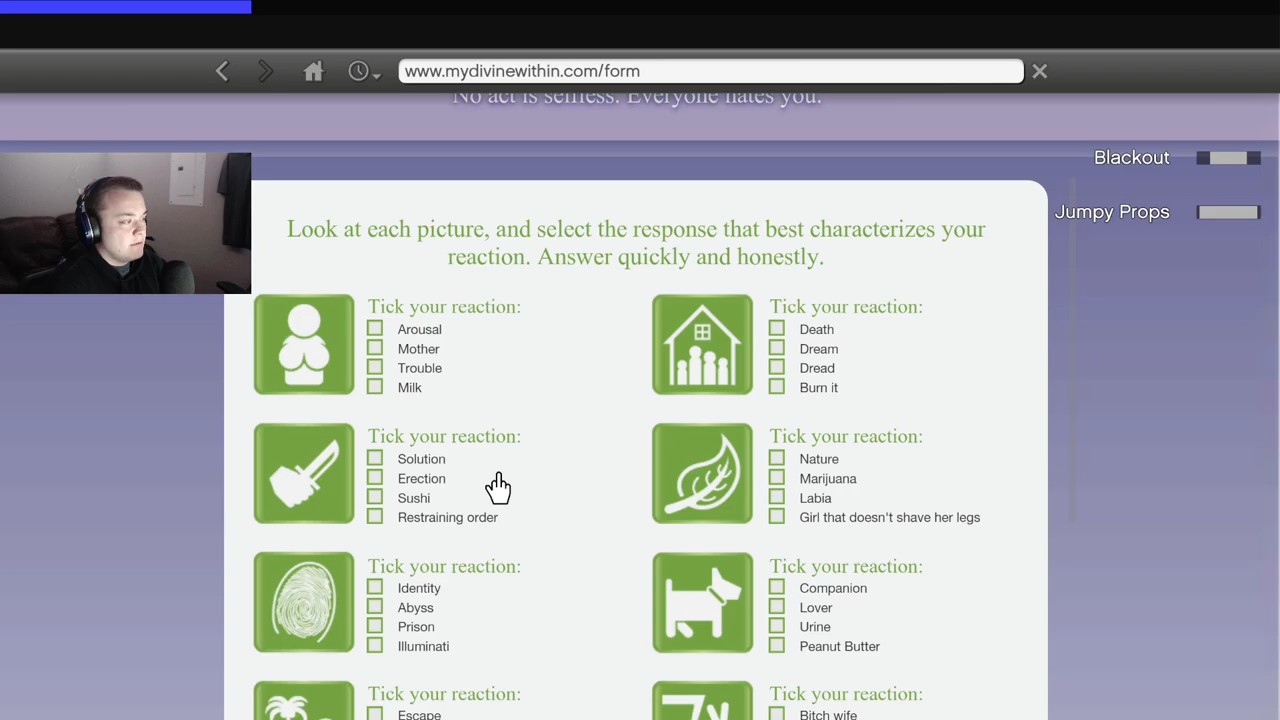 www.mydivinewithin.com/form
No act is selfless. Everyone hates you.
Blackout
Jumpy Props
Look at each picture, and select the response that best characterizes your
reaction. Answer quickly and honestly.
Tick your reaction:
Arousal
Mother
Trouble
Milk
Tick your reaction:
Death
Dream
Dread
Burn it
Tick your reaction:
Solution
Erection
Sushi
Restraining order
Tick your reaction:
Nature
Marijuana
Labia
Girl that doesn't shave her legs
Tick your reaction:
Identity
Abyss
Prison
Illuminati
Tick your reaction:
Companion
Lover
Urine
Peanut Butter
Tick your reaction:
Escape
Tick your reaction:
Bitch wife